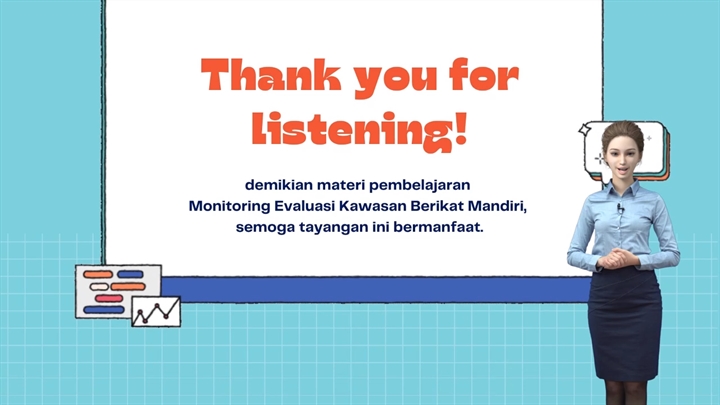 Thank you for
listening!
demikian materi pembelajaran
Monitoring Evaluasi Kawasan Berikat Mandiri,
semoga tayangan ini bermanfaat.